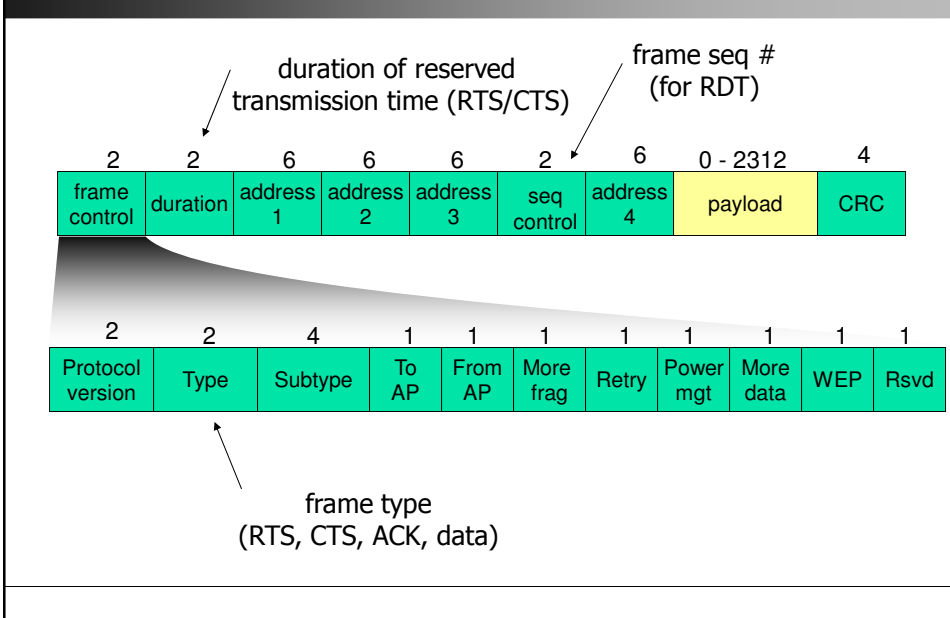 duration of reserved
transmission time (RTS/CTS)
frame seq #
(for RDT)
2 2 6 6 6 2 6 0 - 2312 4
frame
control
duration
address
1
address
2
address
3
seq
control
address
4
payload
CRC
2 2 4 1 1 1 1 1 1 1 1
Protocol
version
Type
Subtype
To
AP
From
AP
More
frag
Retry
Power
mgt
More
data
WEP
Rsvd
frame type
(RTS, CTS, ACK, data)